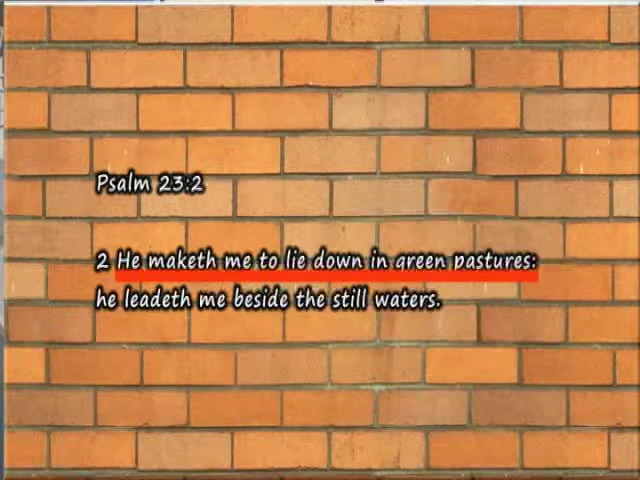 Psalm 23:2
2 He maketh me to lie down in green pastures:
he leadeth me beside the still waters.